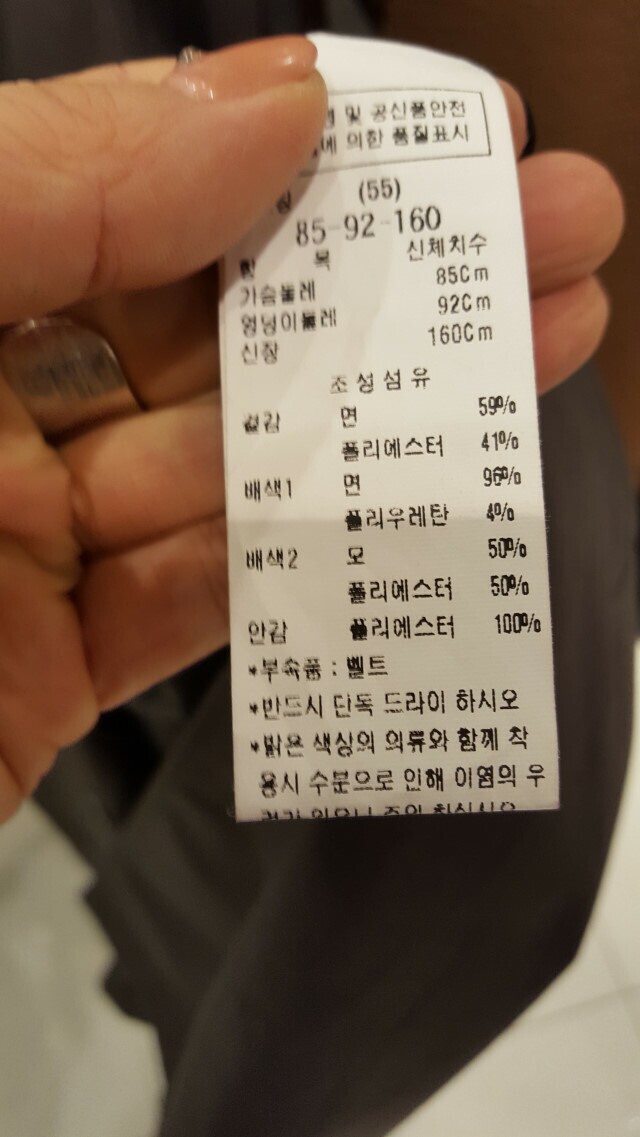 및 공신품안전
에 의한 품질표시
(55)
85-92-160
항 목 신체치수
가슴둘레 85Cm
엉덩이둘레 92Cm
신장 160Cm
조성섬유
겉감 면 59%
폴리에스터 41%
배색1 면 96%
폴리우레탄 4%
배색2 모 50%
폴리에스터 50%
안감 폴리에스터 100%
*부속품 : 벨트
*반드시 단독 드라이 하시오
*밝은 색상의 의류와 함께 착
용시 수분으로 인해 이염의 우